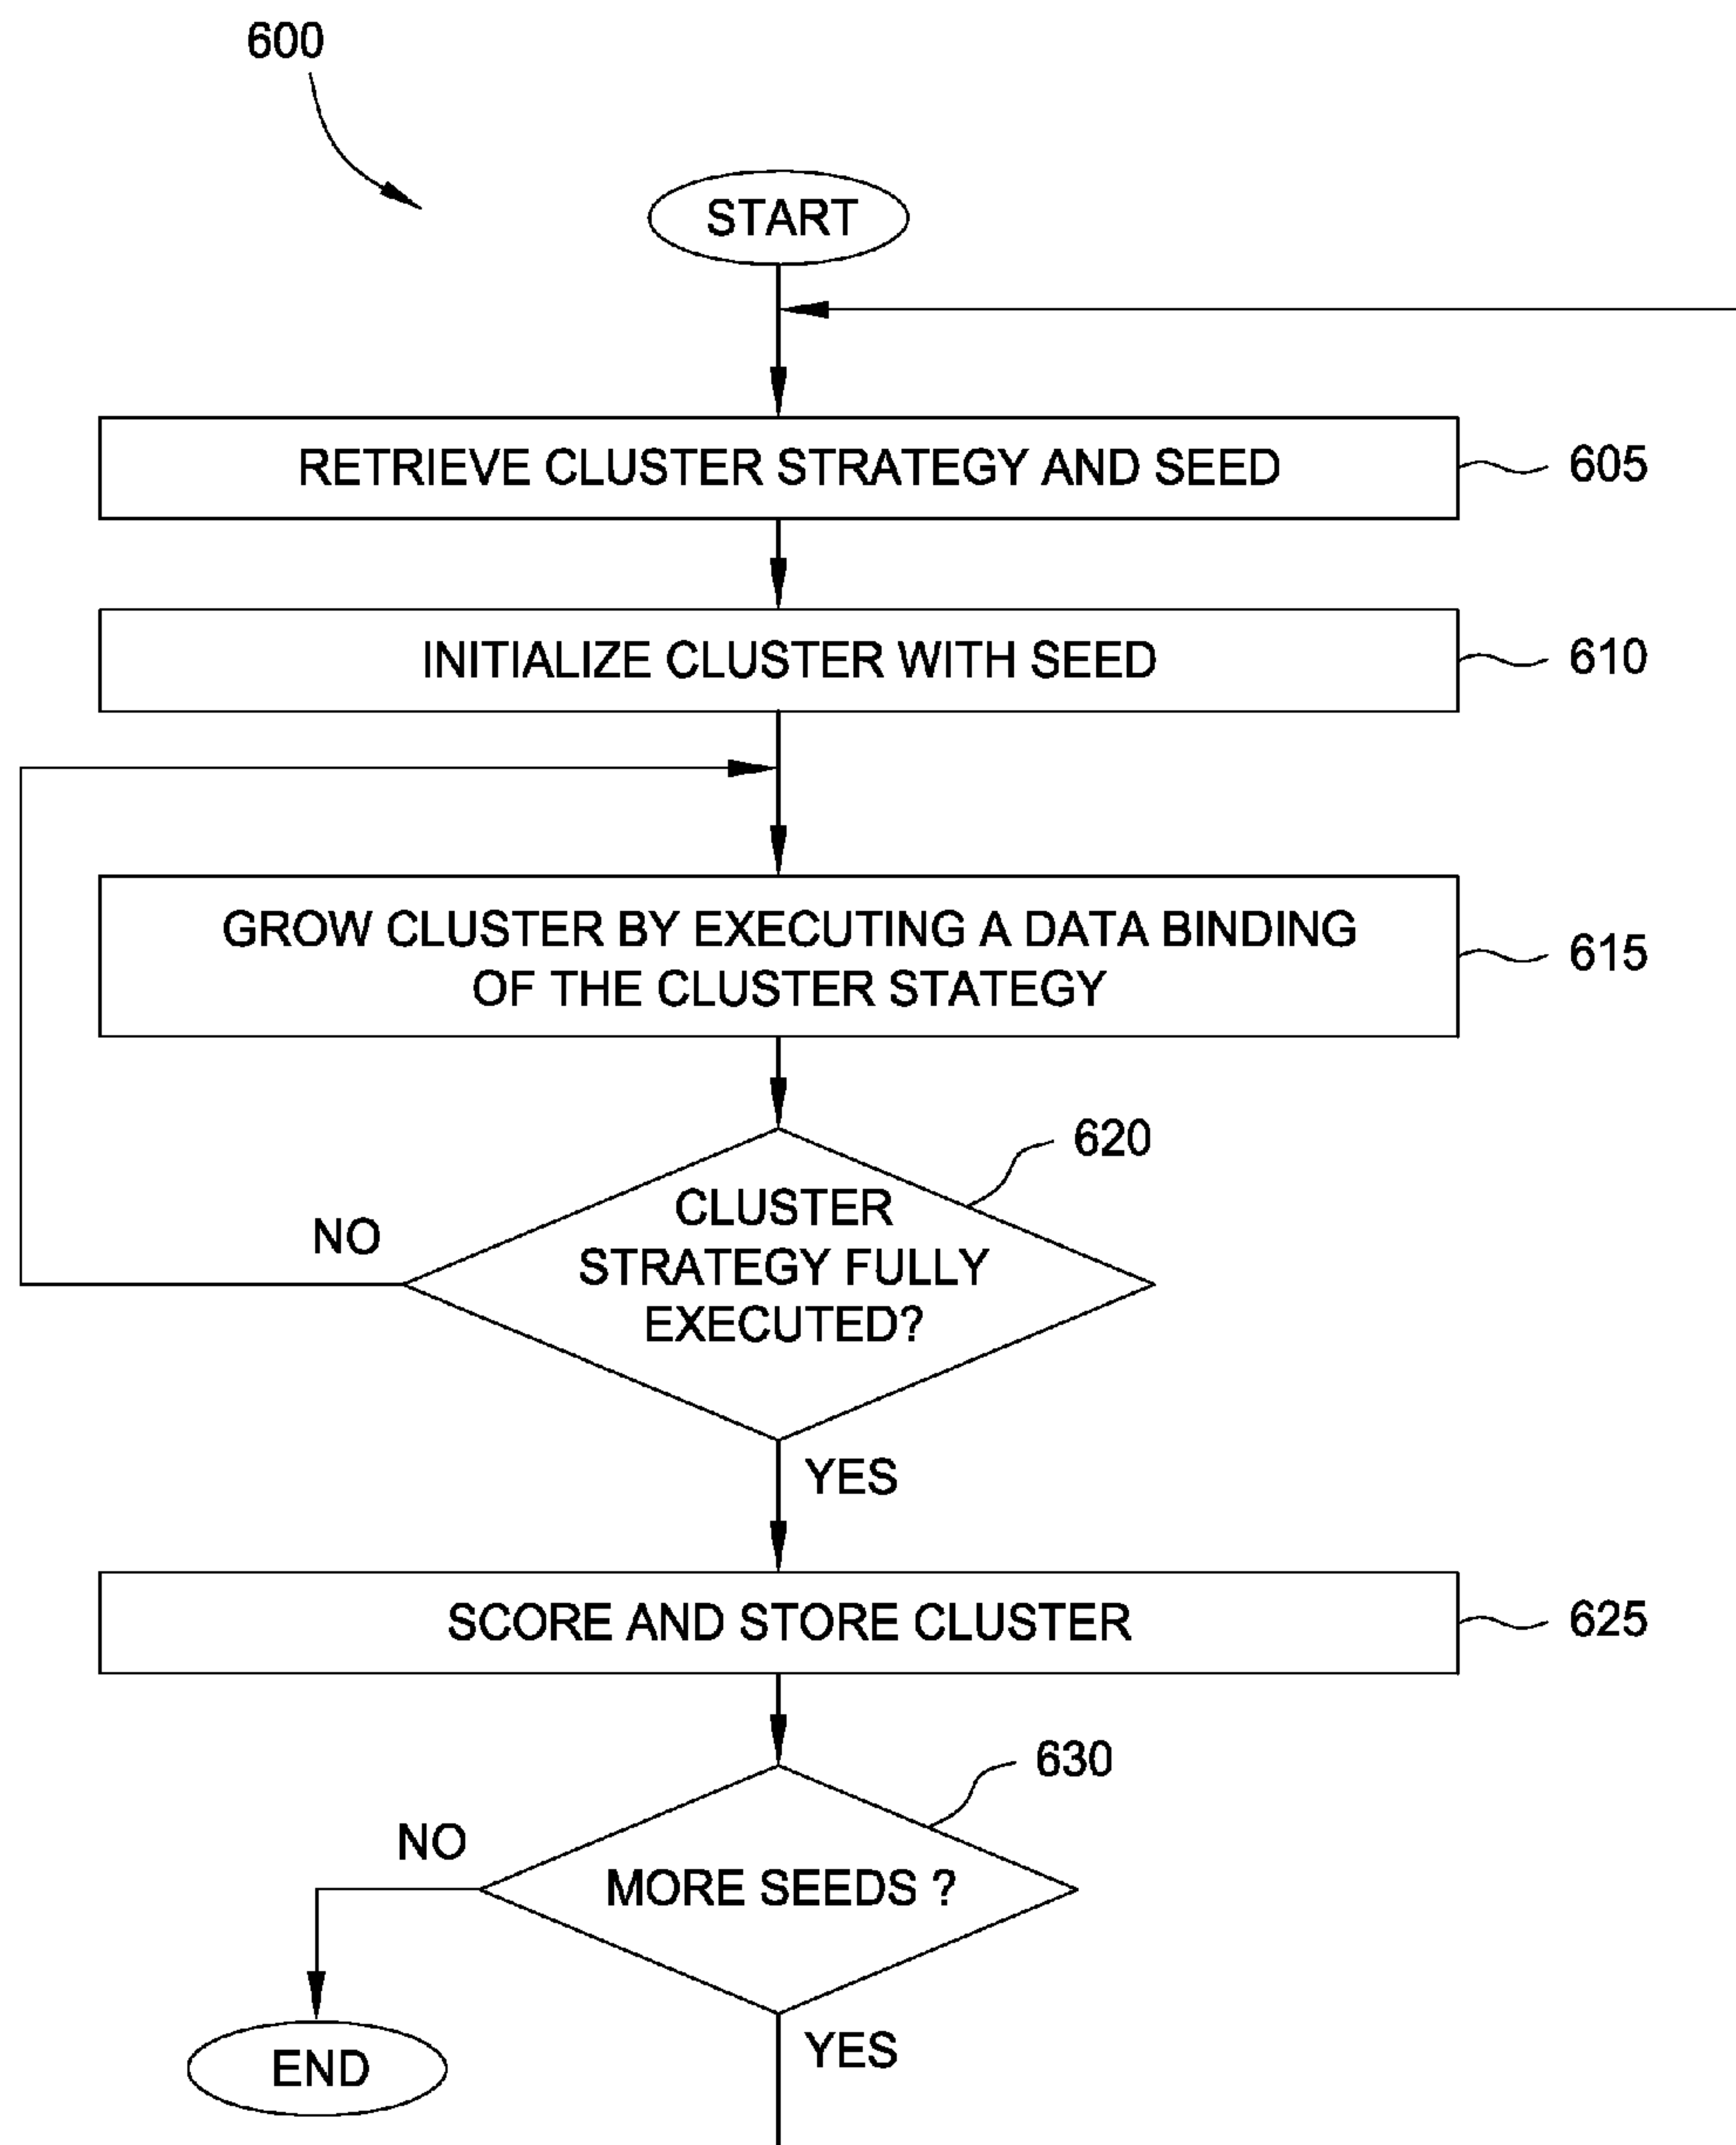 600
START
RETRIEVE CLUSTER STRATEGY AND SEED
605
INITIALIZE CLUSTER WITH SEED
610
GROW CLUSTER BY EXECUTING A DATA BINDING
OF THE CLUSTER STATEGY
615
620
CLUSTER
STRATEGY FULLY
EXECUTED?
NO
YES
SCORE AND STORE CLUSTER
625
630
NO
MORE SEEDS ?
YES
END